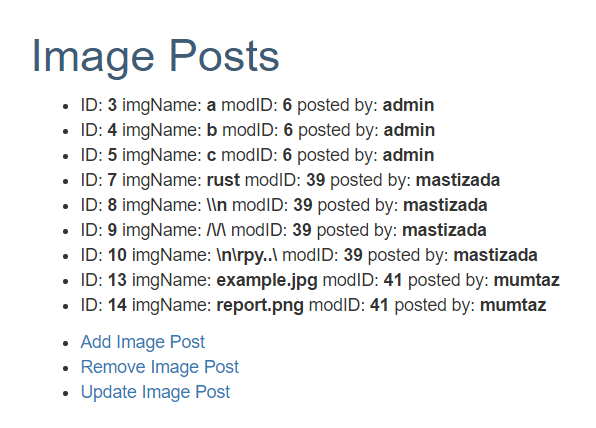 Image Posts
ID: 3 imgName: a modID: 6 posted by: admin
ID: 4 imgName: b modID: 6 posted by: admin
ID: 5 imgName: c modID: 6 posted by: admin
ID: 7 imgName: rust modID: 39 posted by: mastizada
ID: 8 imgName: \\n modID: 39 posted by: mastizada
ID: 9 imgName: /\/\ modID: 39 posted by: mastizada
ID: 10 imgName: \n\rpy..\ modID: 39 posted by: mastizada
ID: 13 imgName: example.jpg modID: 41 posted by: mumtaz
ID: 14 imgName: report.png modID: 41 posted by: mumtaz
Add Image Post
Remove Image Post
Update Image Post